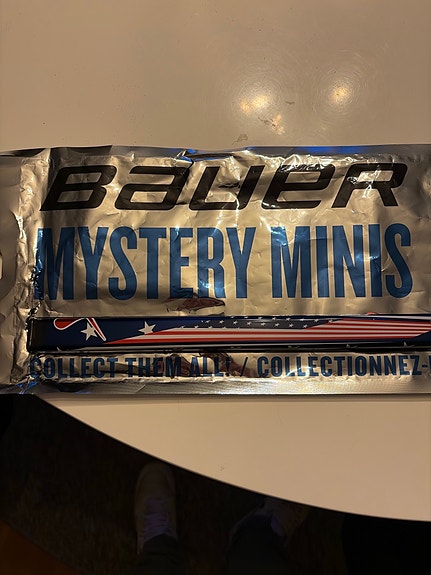 BAUER
MYSTERY MINIS
COLLECT THEM ALL! / COLLECTIONNEZ-